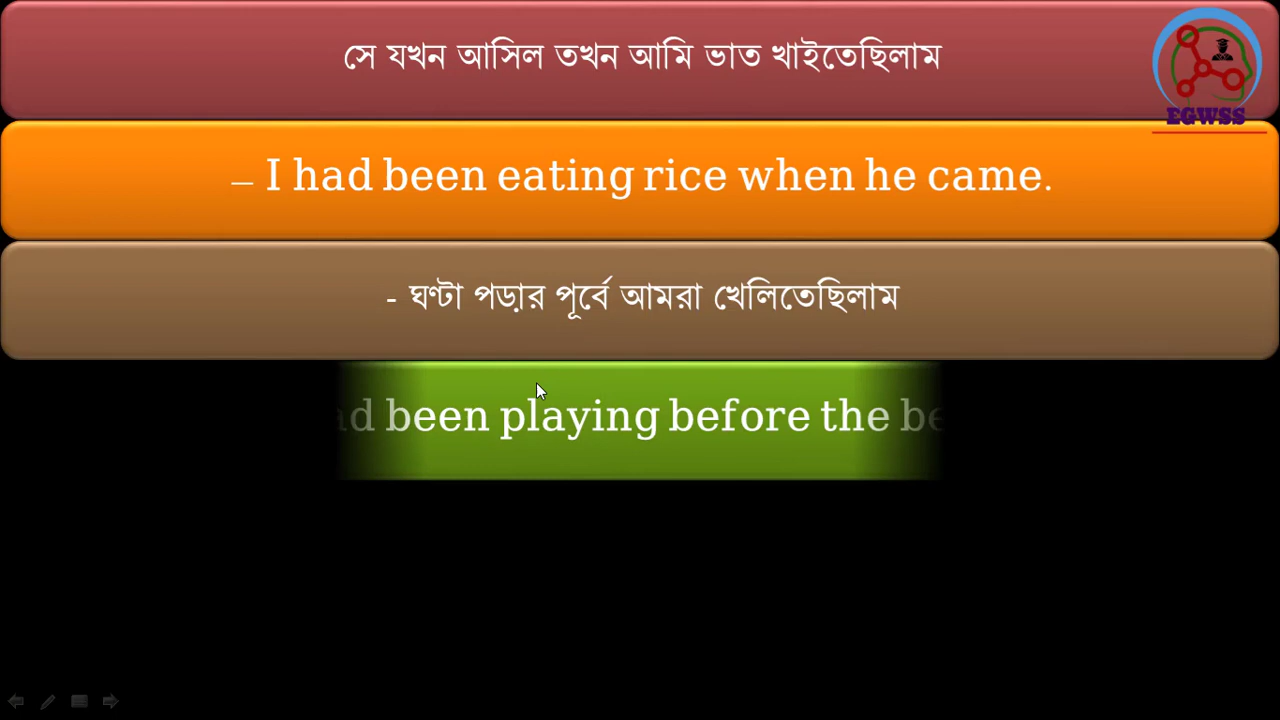 সে যখন আসিল তখন আমি ভাত খাইতেছিলাম
EGWSS
– I had been eating rice when he came.
- ঘণ্টা পড়ার পূর্বে আমরা খেলিতেছিলাম
been playing before the